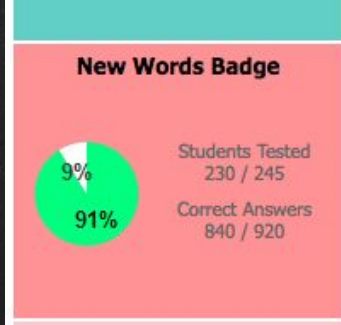 New Words Badge
9%
91%
Students Tested
230 / 245
Correct Answers
840 / 920